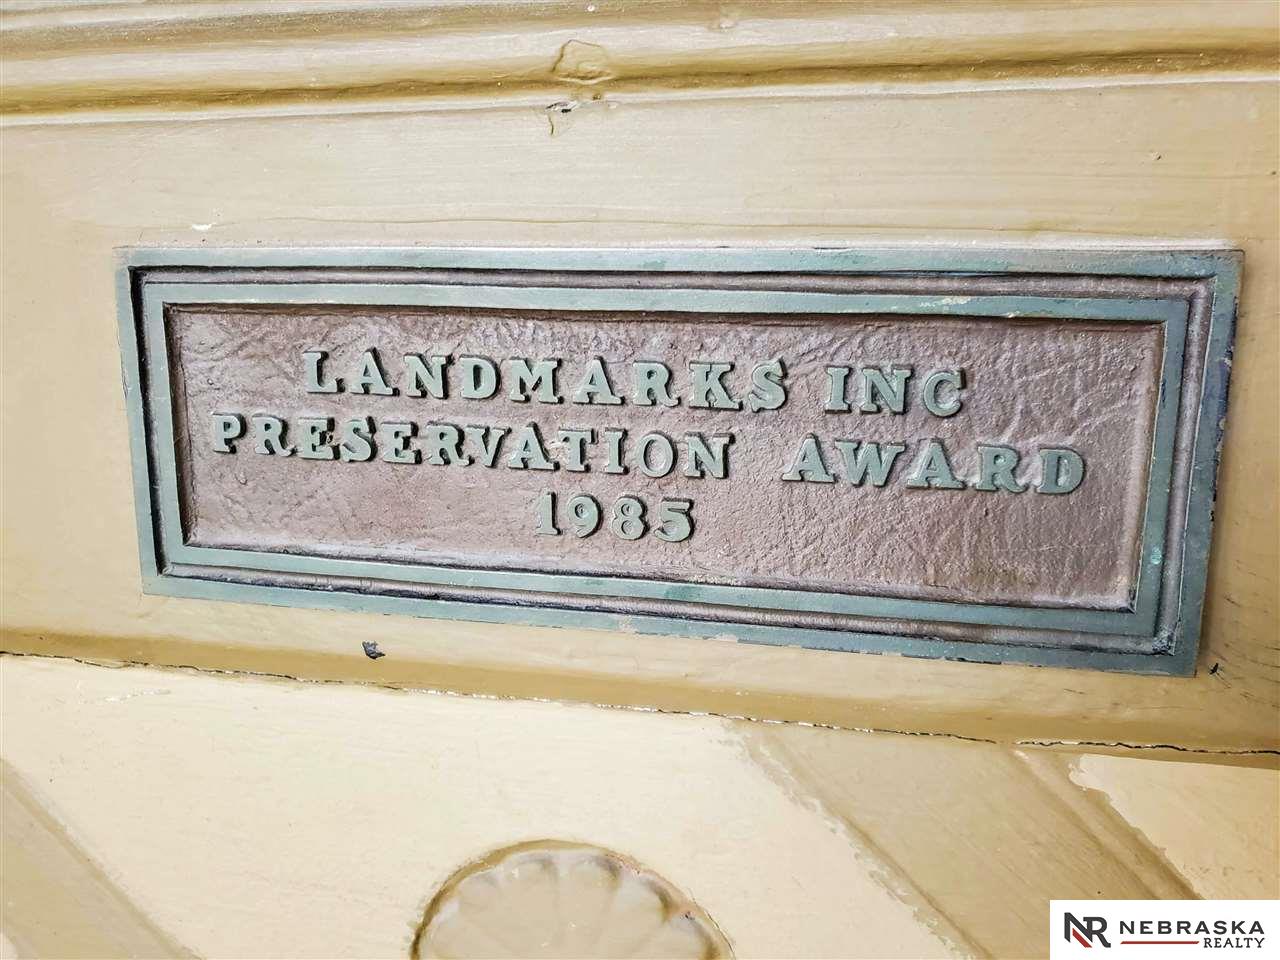 LANDMARKS INC
PRESERVATION AWARD
1985
NR NEBRASKA
REALTY